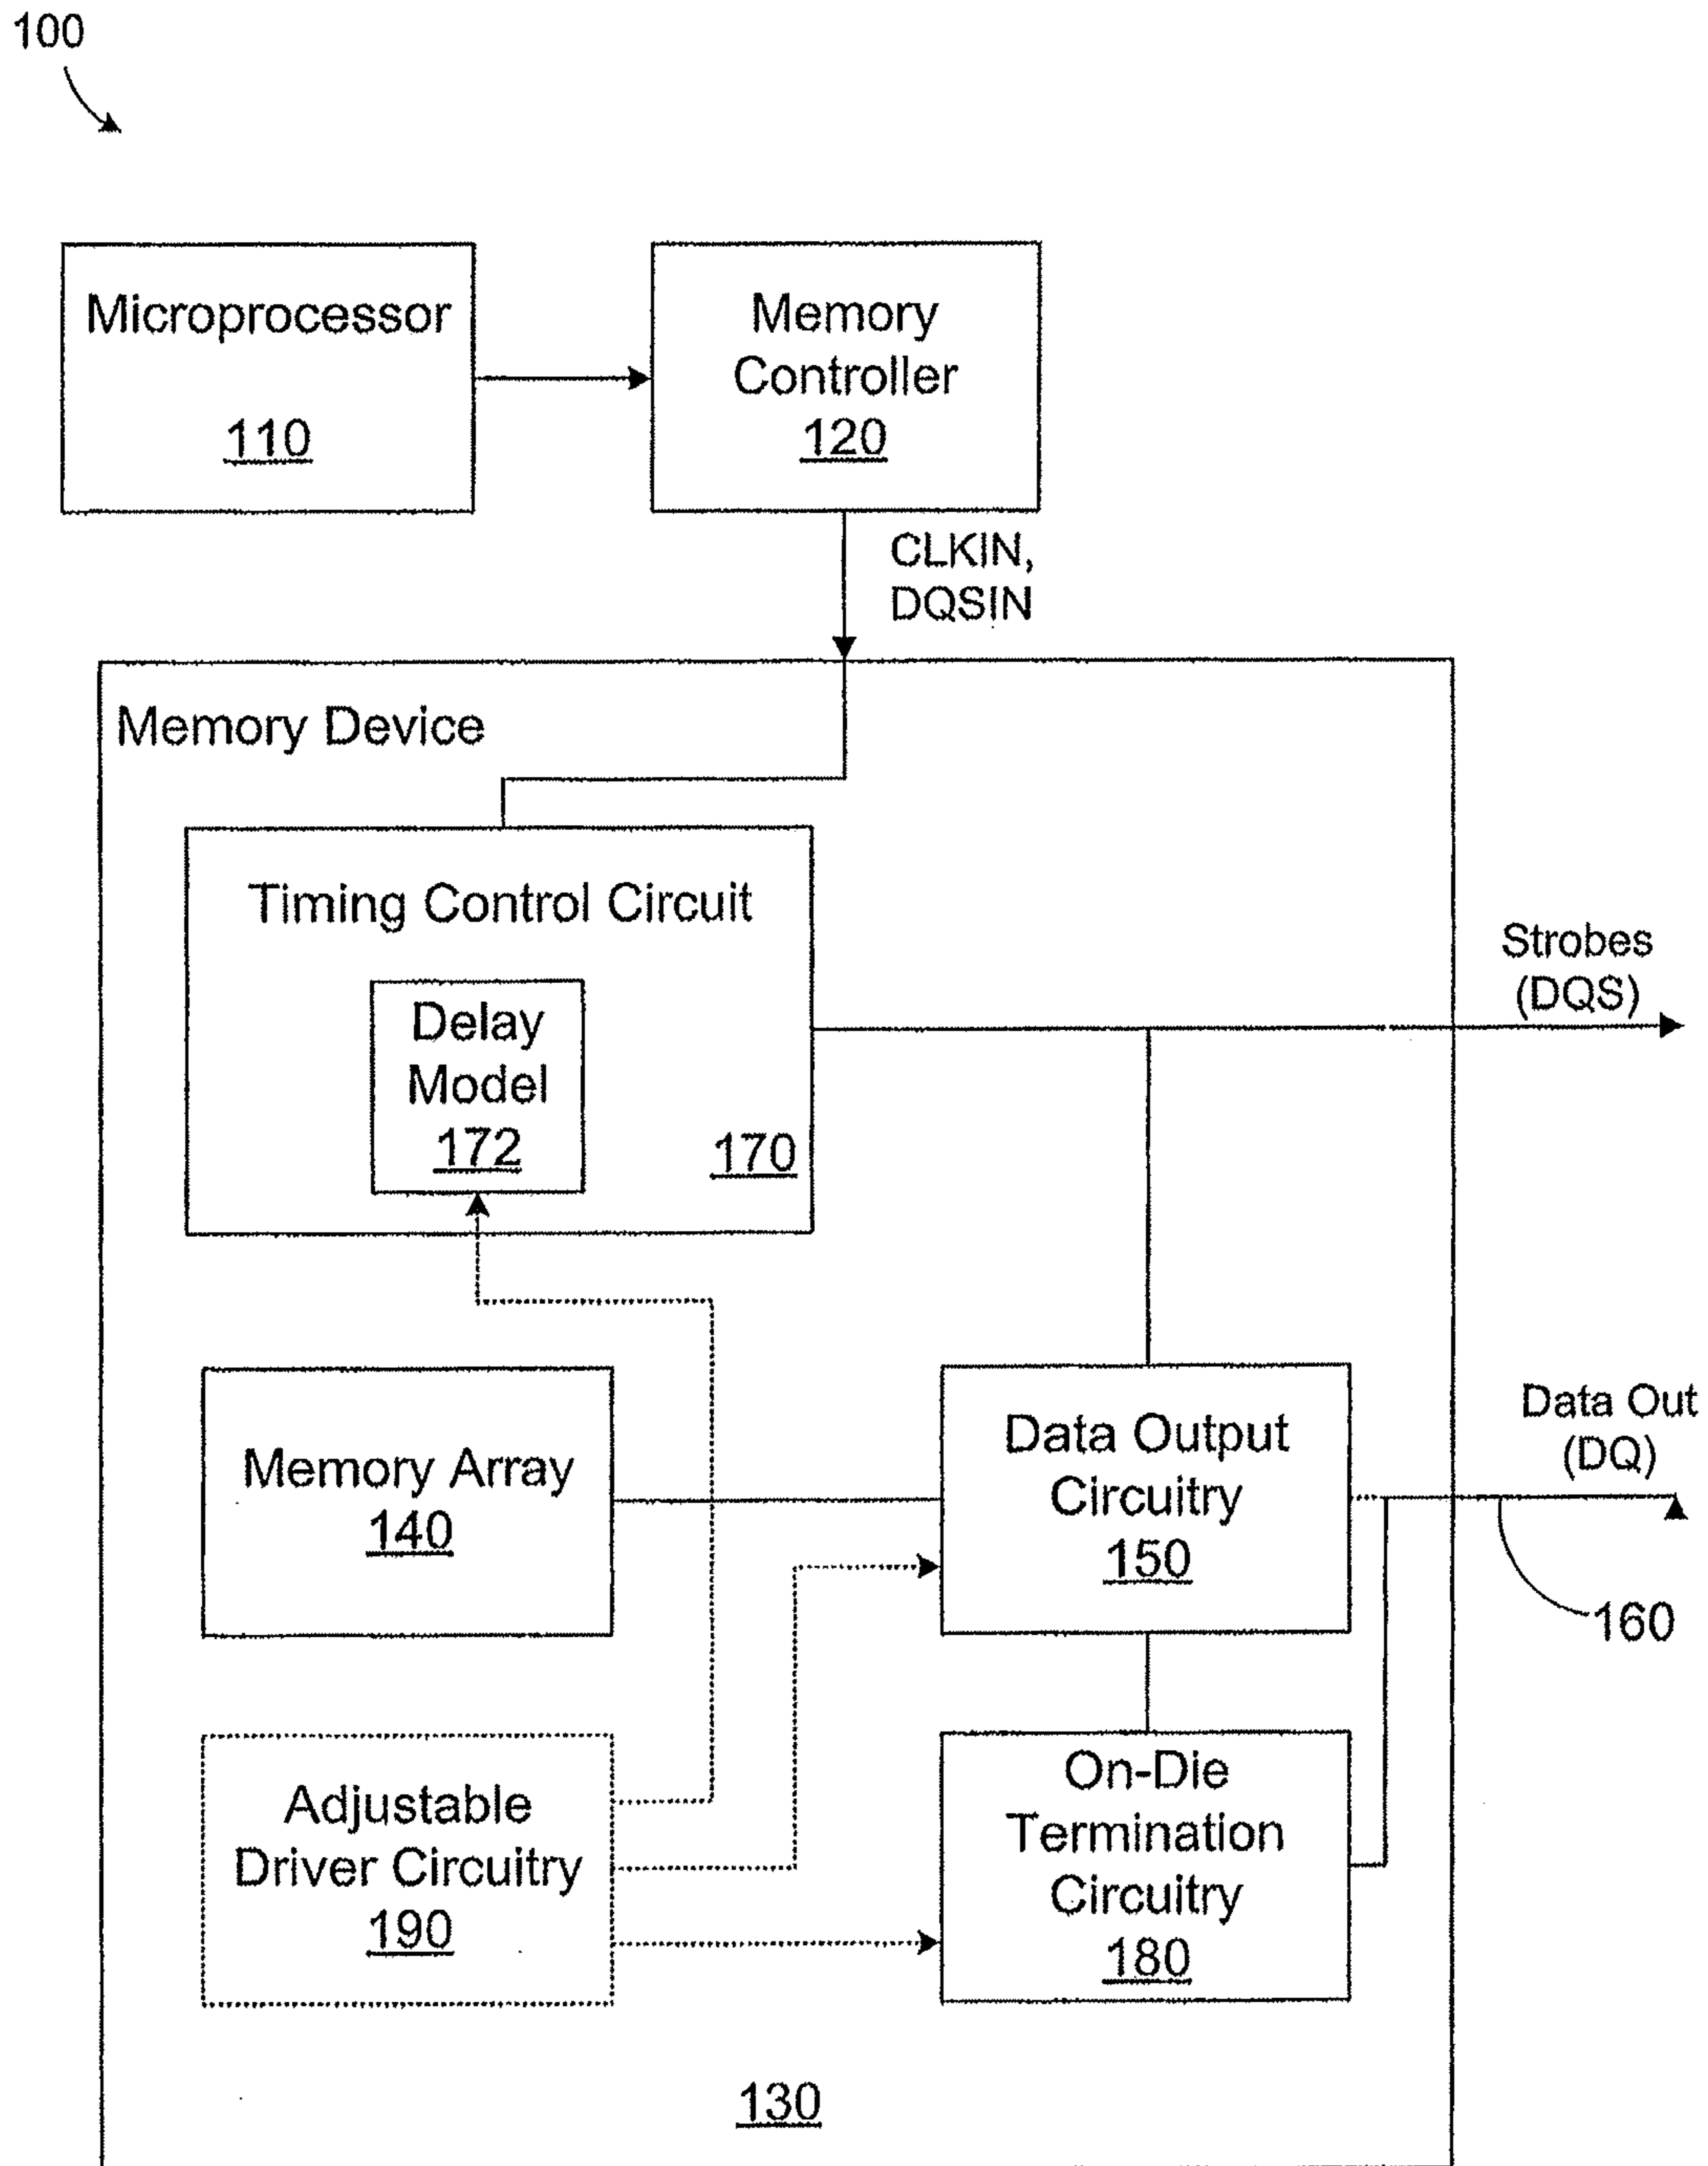 100
Microprocessor
110
Memory
Controller
120
CLKIN,
DQSIN
Memory Device
Timing Control Circuit
Delay
Model
172
170
Strobes
(DQS)
Memory Array
140
Data Output
Circuitry
150
Data Out
(DQ)
160
Adjustable
Driver Circuitry
190
On-Die
Termination
Circuitry
180
130